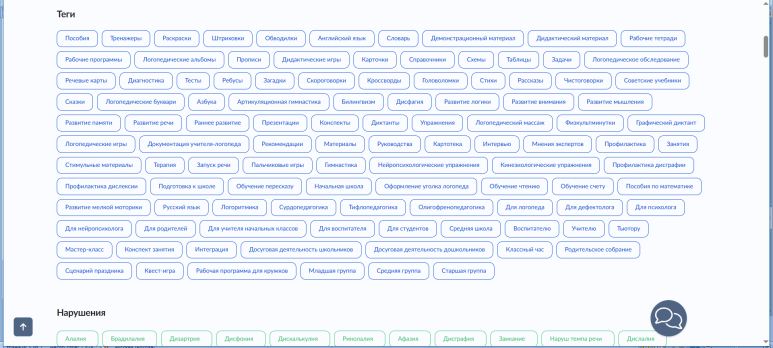 Теги
Пособия Тренажеры Раскраски Штриховки Обводилки Английский язык Словарь Демонстрационный материал Дидактический материал Рабочие тетради
Рабочие программы Логопедические альбомы Прописи Дидактические игры Карточки Справочники Схемы Таблицы Задачи Логопедическое обследование
Речевые карты Диагностика Тесты Ребусы Загадки Скороговорки Кроссворды Головоломки Стихи Рассказы Чистоговорки Советские учебники
Сказки Логопедические буквари Азбука Артикуляционная гимнастика Билингвизм Дисфагия Развитие логики Развитие внимания Развитие мышления
Развитие памяти Развитие речи Раннее развитие Презентации Конспекты Диктанты Упражнения Логопедический массаж Физкультминутки Графический диктант
Логопедические игры Документация учителя-логопеда Рекомендации Материалы Руководства Картотека Интервью Мнения экспертов Профилактика Занятия
Стимульные материалы Терапия Запуск речи Пальчиковые игры Гимнастика Нейропсихологические упражнения Кинезиологические упражнения Профилактика дисграфии
Профилактика дислексии Подготовка к школе Обучение пересказу Начальная школа Оформление уголка логопеда Обучение чтению Обучение счету Пособия по математике
Развитие мелкой моторики Русский язык Логоритмика Сурдопедагогика Тифлопедагогика Олигофренопедагогика Для логопеда Для дефектолога Для психолога
Для нейропсихолога Для родителей Для учителя начальных классов Для воспитателя Для студентов Средняя школа Воспитателю Учителю Тьютору
Мастер-класс Конспект занятия Интеграция Досуговая деятельность школьников Досуговая деятельность дошкольников Классный час Родительское собрание
Сценарий праздника Квест-игра Рабочая программа для кружков Младшая группа Средняя группа Старшая группа
Нарушения
Алалия Брадилалия Дизартрия Дисфония Дискалькулия Ринолалия Афазия Дисграфия Заикание Наруш темпа речи Дислалия